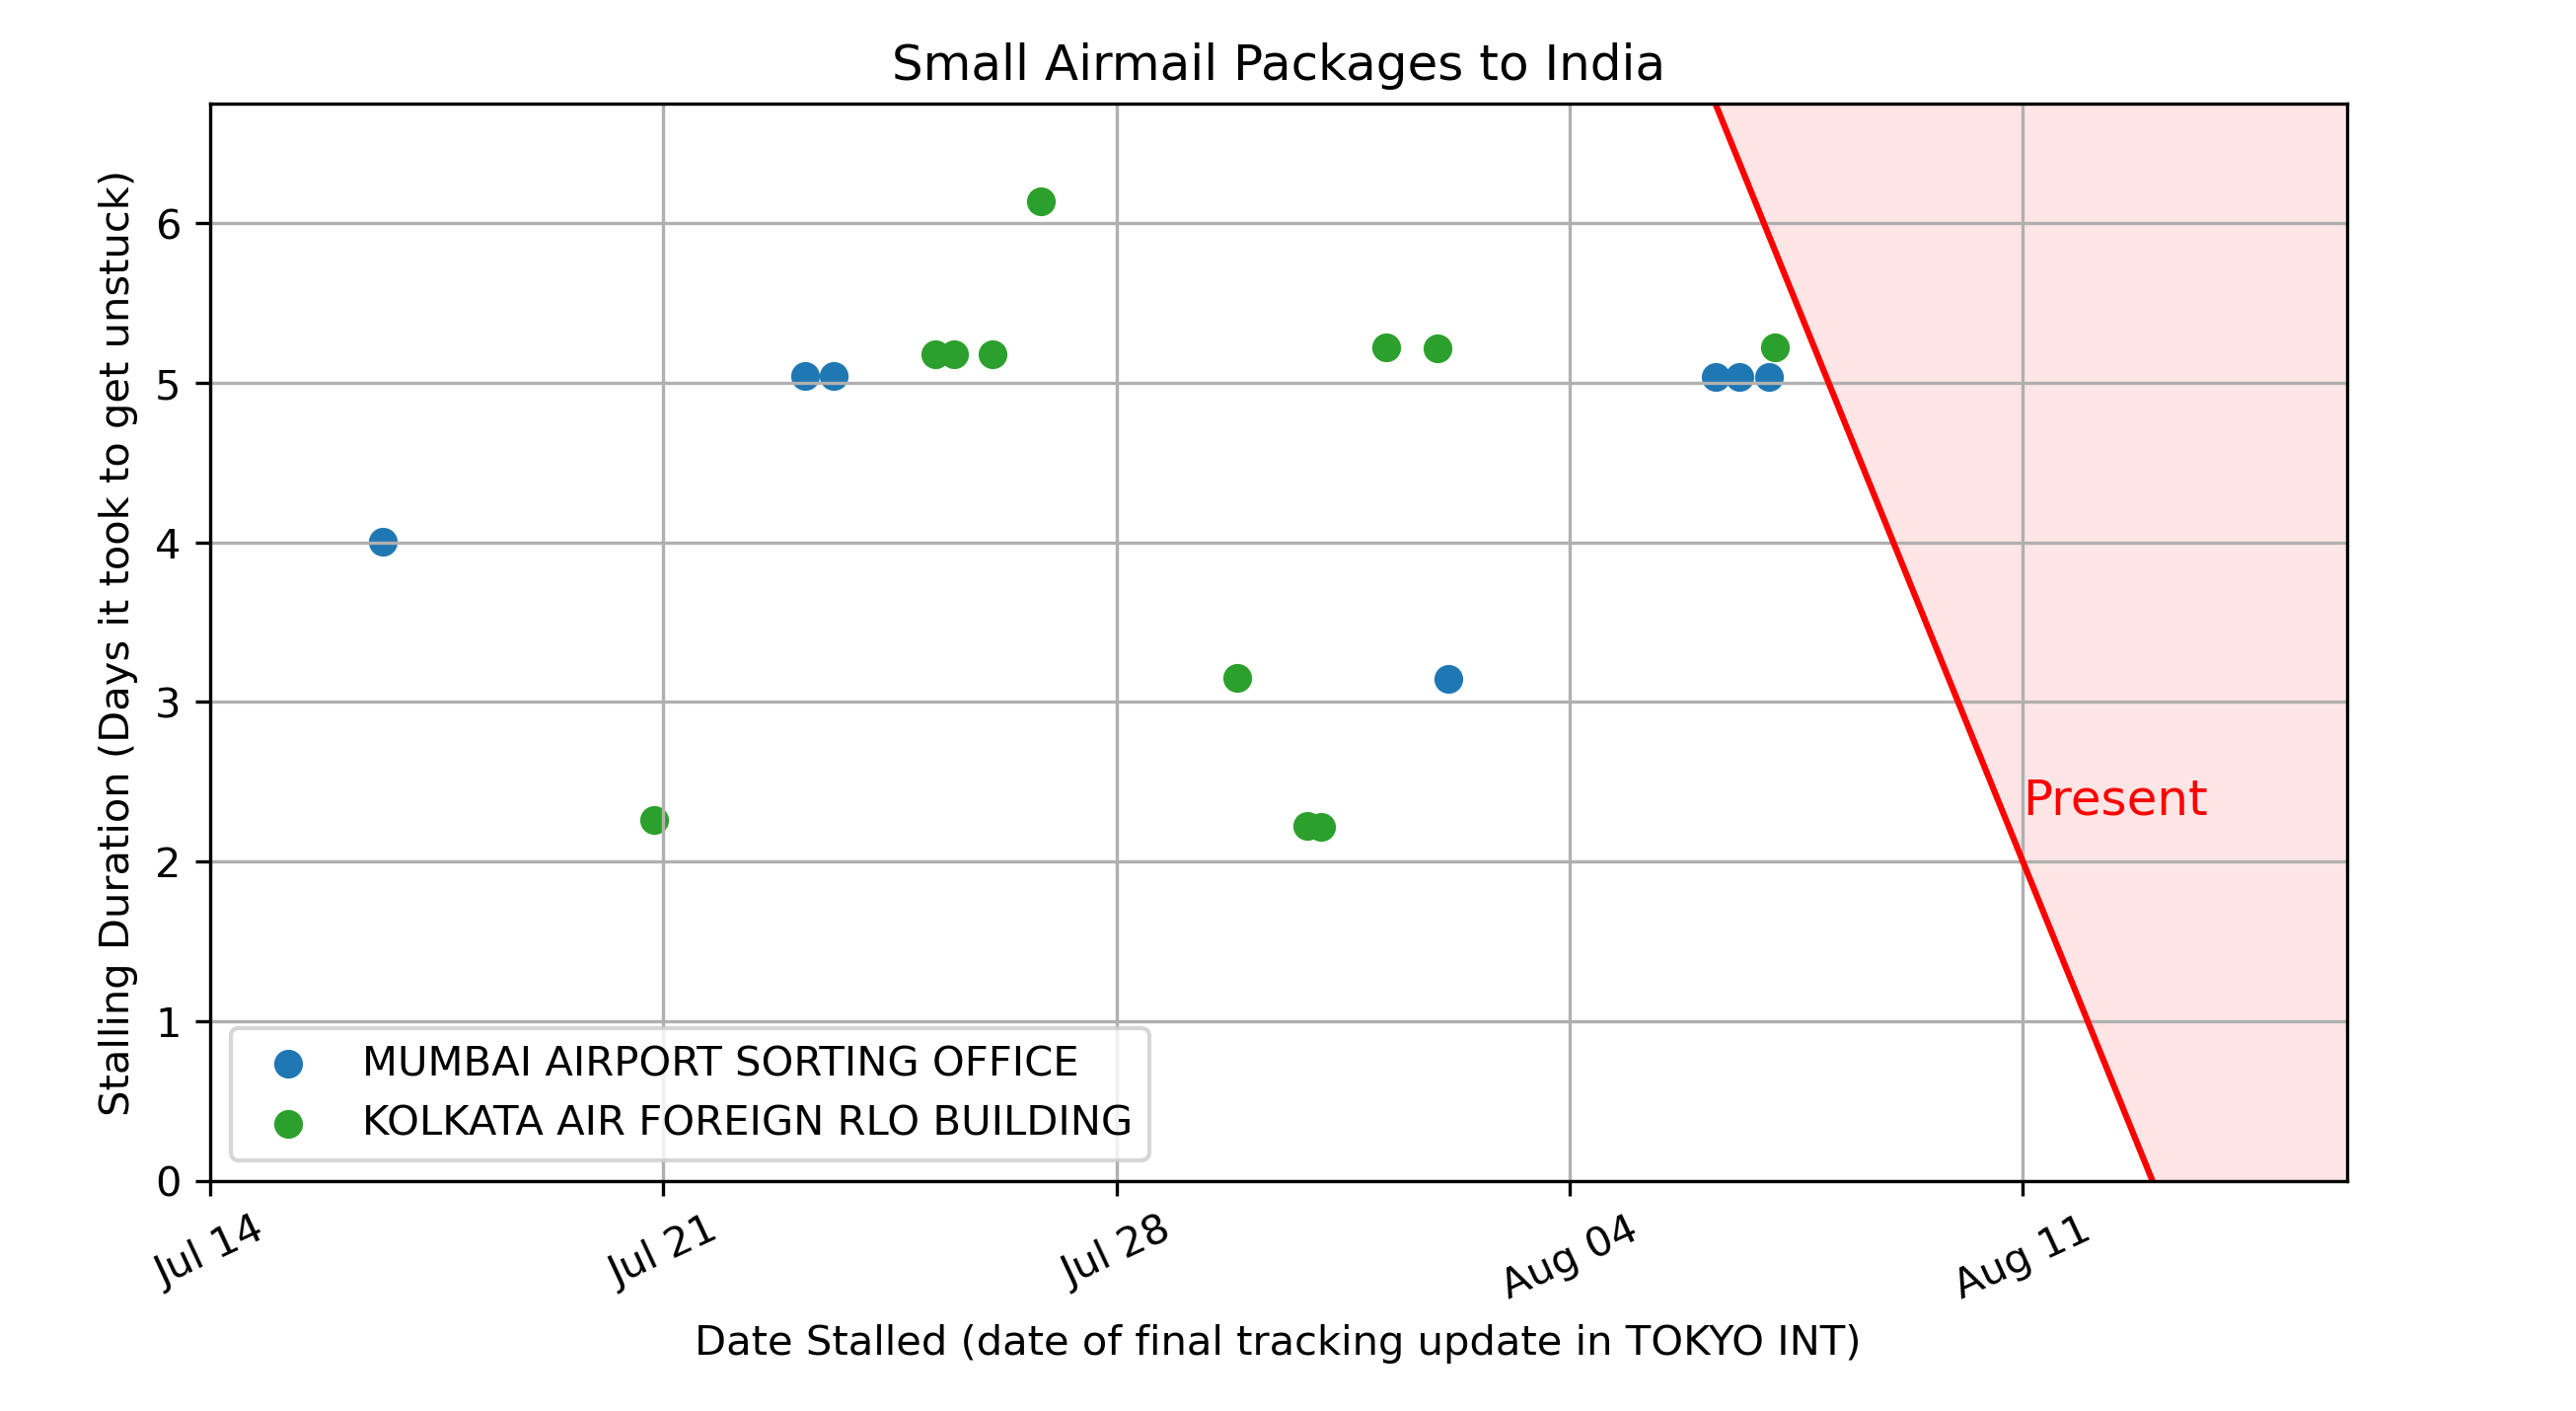 Small Airmail Packages to India
Stalling Duration (Days it took to get unstuck)
6
5
4
3
2
1
0
Present
MUMBAI AIRPORT SORTING OFFICE
KOLKATA AIR FOREIGN RLO BUILDING
Jul 14
Jul 21
Jul 28
Aug 04
Aug 11
Date Stalled (date of final tracking update in TOKYO INT)